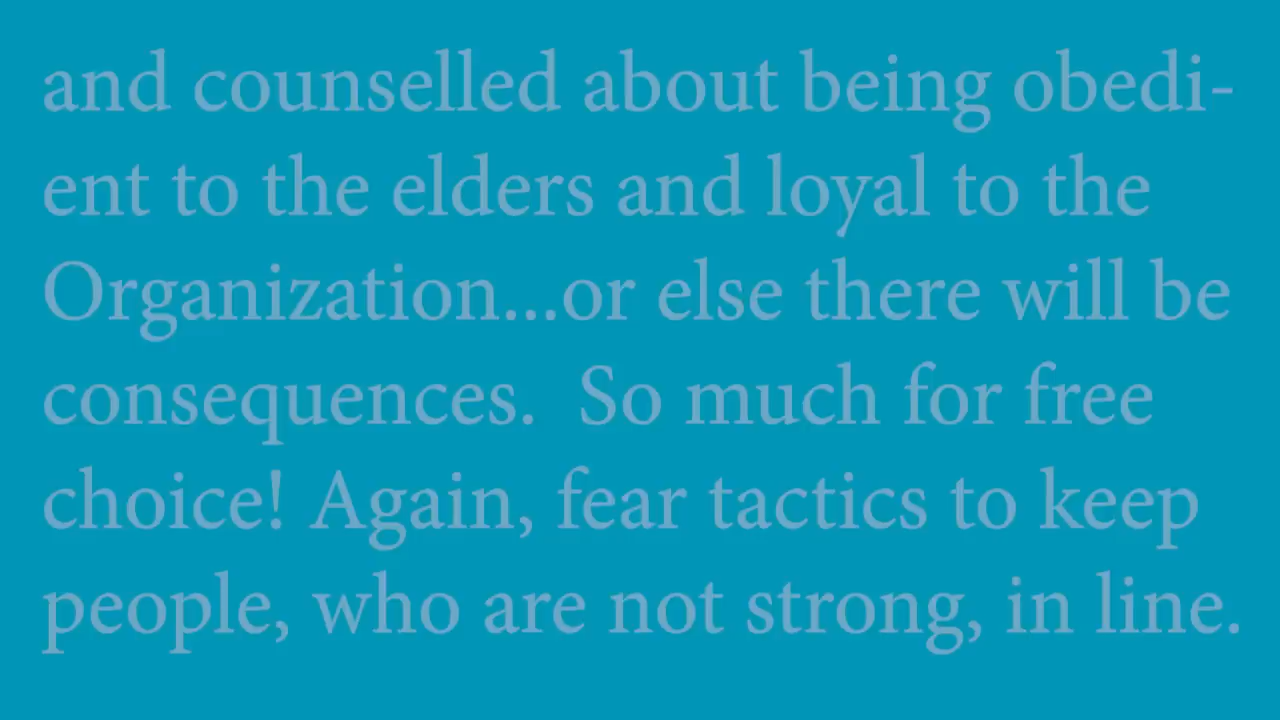 and counselled about being obedi-
ent to the elders and loyal to the
Organization...or else there will be
consequences.  So much for free
choice! Again, fear tactics to keep
people, who are not strong, in line.